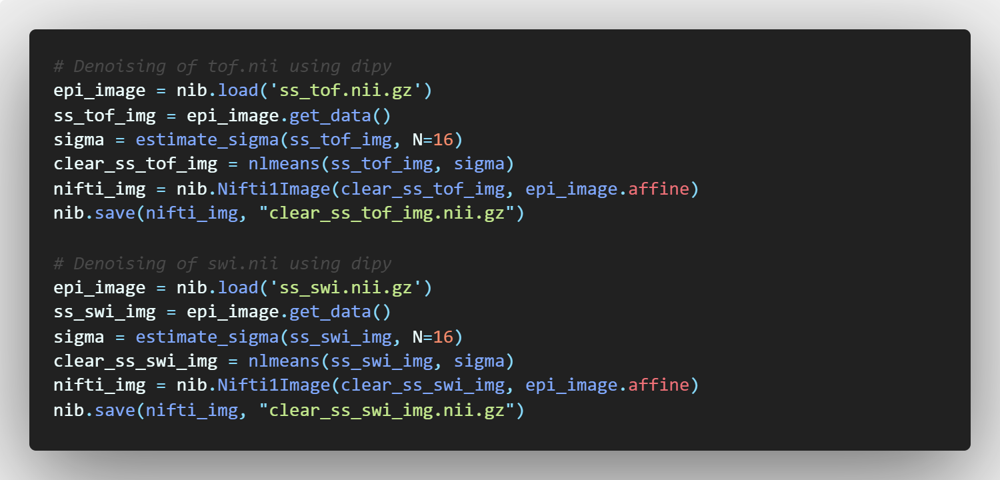 # Denoising of tof.nii using dipy
epi_image = nib.load('ss_tof.nii.gz')
ss_tof_img = epi_image.get_data()
sigma = estimate_sigma(ss_tof_img, N=16)
clear_ss_tof_img = nlmeans(ss_tof_img, sigma)
nifti_img = nib.Nifti1Image(clear_ss_tof_img, epi_image.affine)
nib.save(nifti_img, "clear_ss_tof_img.nii.gz")
# Denoising of swi.nii using dipy
epi_image = nib.load('ss_swi.nii.gz')
ss_swi_img = epi_image.get_data()
sigma = estimate_sigma(ss_swi_img, N=16)
clear_ss_swi_img = nlmeans(ss_swi_img, sigma)
nifti_img = nib.Nifti1Image(clear_ss_swi_img, epi_image.affine)
nib.save(nifti_img, "clear_ss_swi_img.nii.gz")